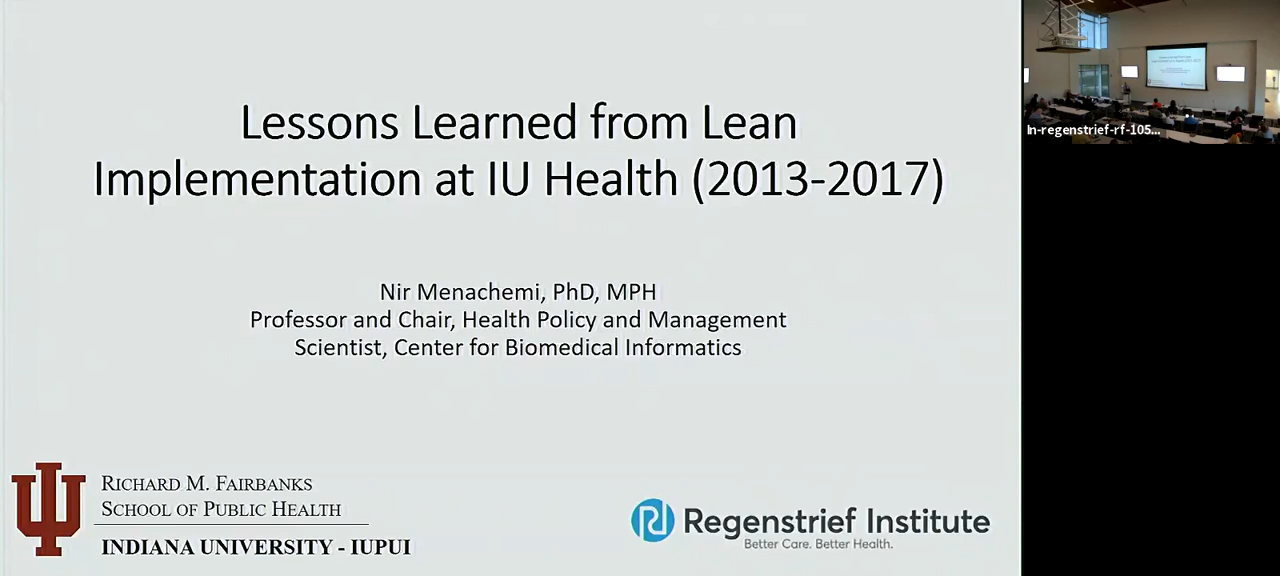 Lessons Learned from Lean
Implementation at IU Health (2013-2017)
Nir Menachemi, PhD, MPH
Professor and Chair, Health Policy and Management
Scientist, Center for Biomedical Informatics
RICHARD M. FAIRBANKS
SCHOOL OF PUBLIC HEALTH
INDIANA UNIVERSITY - IUPUI
Regenstrief Institute
Better Care. Better Health.
In-regenstrief-rf-105...